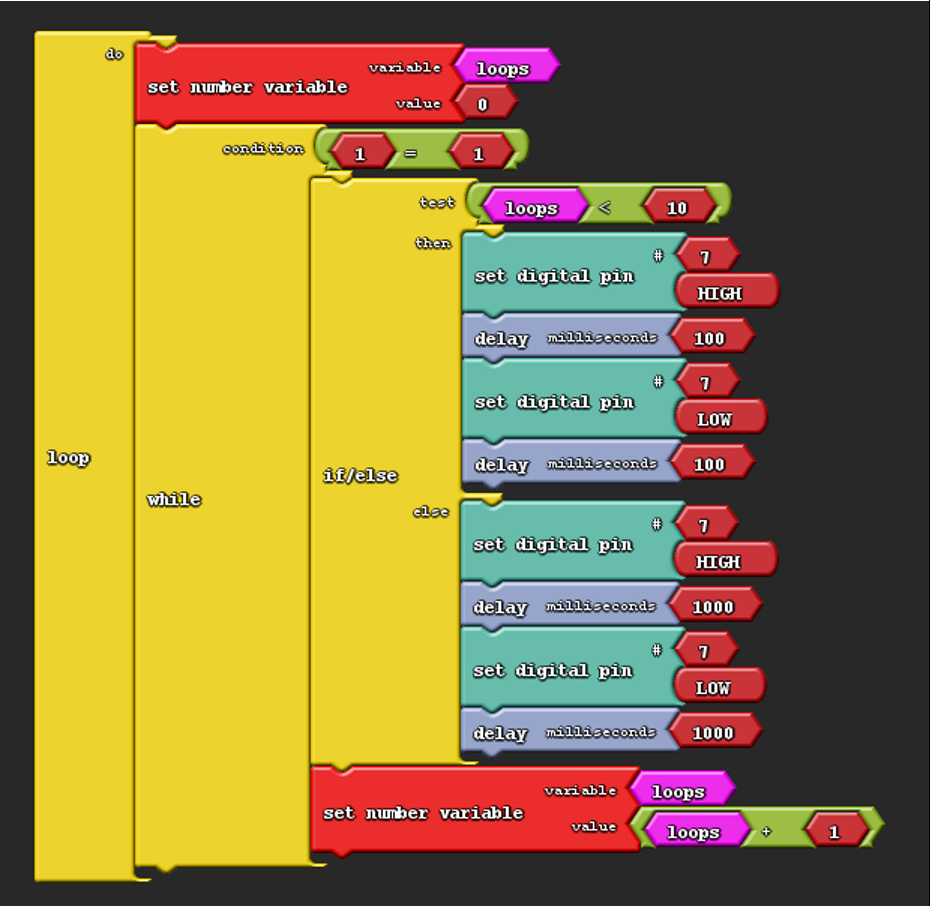 do
variable loops
set number variable
value 0
condition 1 = 1
test loops < 10
then
# 7
set digital pin
HIGH
delay milliseconds 100
# 7
set digital pin
LOW
loop
delay milliseconds 100
if/else
while
else
# 7
set digital pin
HIGH
delay milliseconds 1000
# 7
set digital pin
LOW
delay milliseconds 1000
variable loops
set number variable
value loops + 1